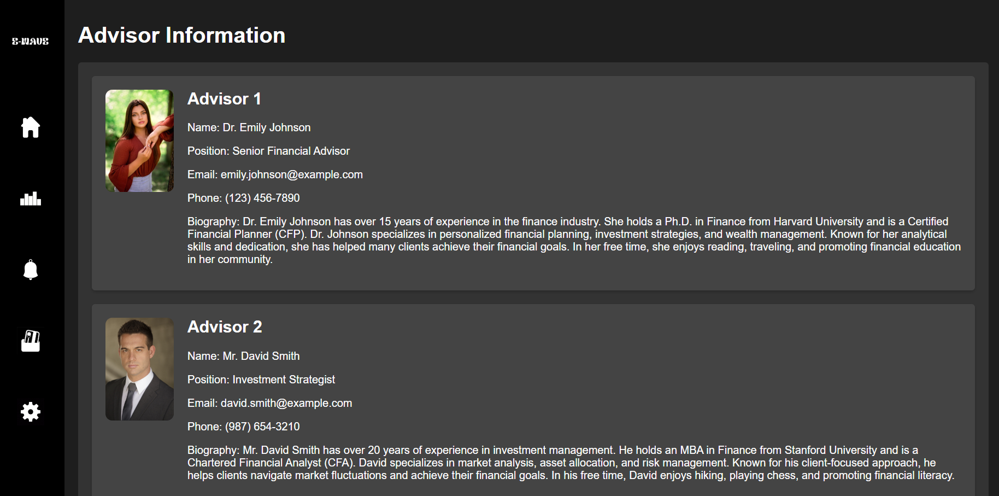 E-WAVE
Advisor Information
Advisor 1
Name: Dr. Emily Johnson
Position: Senior Financial Advisor
Email: emily.johnson@example.com
Phone: (123) 456-7890
Biography: Dr. Emily Johnson has over 15 years of experience in the finance industry. She holds a Ph.D. in Finance from Harvard University and is a Certified
Financial Planner (CFP). Dr. Johnson specializes in personalized financial planning, investment strategies, and wealth management. Known for her analytical
skills and dedication, she has helped many clients achieve their financial goals. In her free time, she enjoys reading, traveling, and promoting financial education
in her community.
Advisor 2
Name: Mr. David Smith
Position: Investment Strategist
Email: david.smith@example.com
Phone: (987) 654-3210
Biography: Mr. David Smith has over 20 years of experience in investment management. He holds an MBA in Finance from Stanford University and is a
Chartered Financial Analyst (CFA). David specializes in market analysis, asset allocation, and risk management. Known for his client-focused approach, he
helps clients navigate market fluctuations and achieve their financial goals. In his free time, David enjoys hiking, playing chess, and promoting financial literacy.